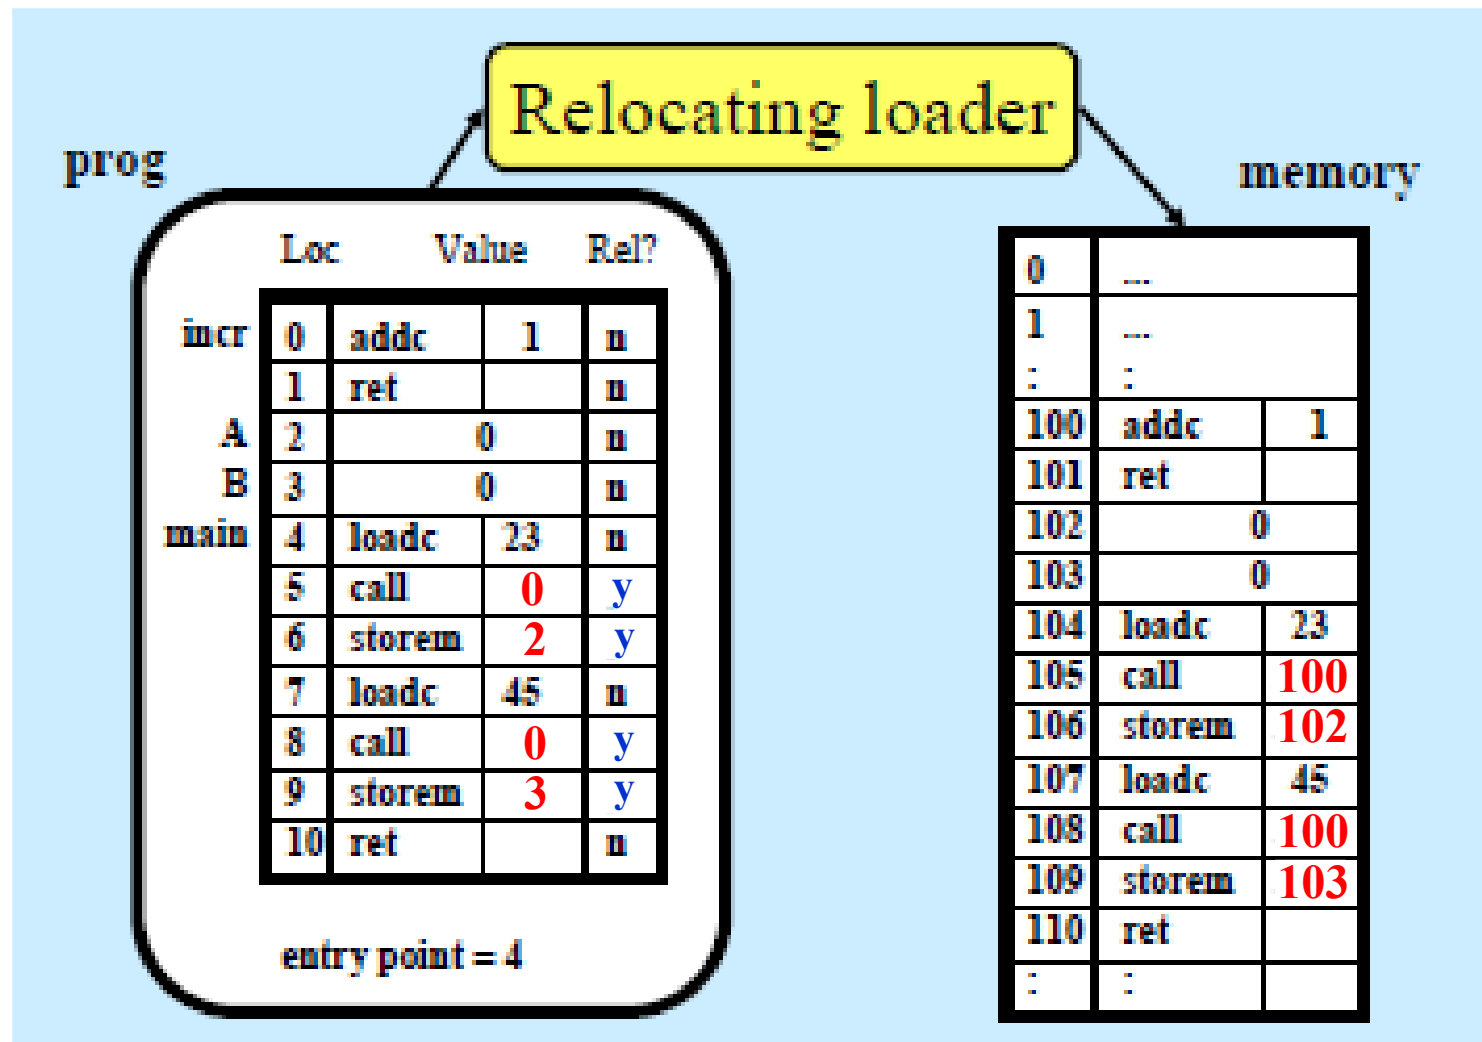 Relocating loader
prog
Loc Value Rel?
incr 0 addc 1 n
1 ret n
A 2 0 n
B 3 0 n
main 4 loadc 23 n
5 call 0 y
6 storem 2 y
7 loadc 45 n
8 call 0 y
9 storem 3 y
10 ret n
entry point = 4
memory
0 ...
1 ...
: :
100 addc 1
101 ret
102 0
103 0
104 loadc 23
105 call 100
106 storem 102
107 loadc 45
108 call 100
109 storem 103
110 ret
: :